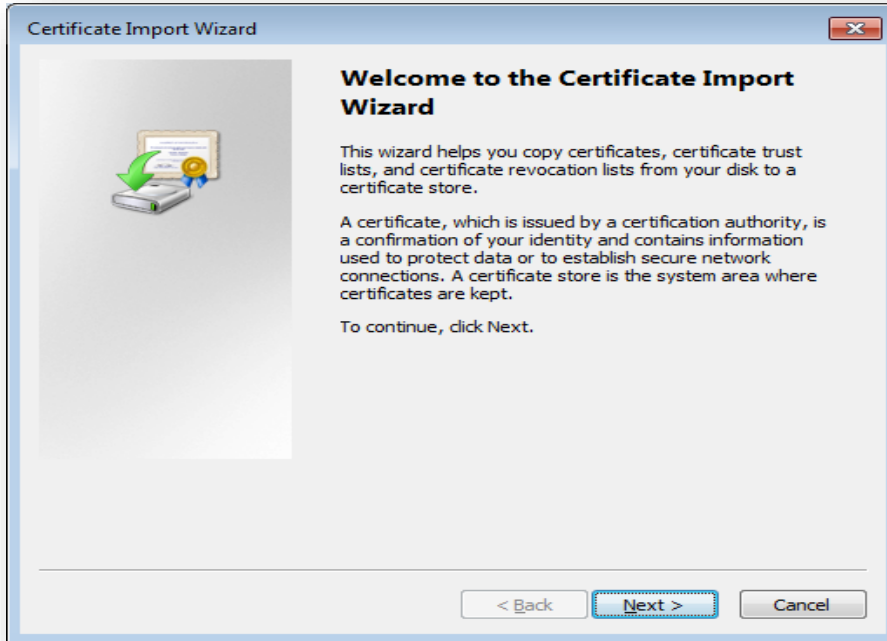 Certificate Import Wizard
Welcome to the Certificate Import
Wizard
This wizard helps you copy certificates, certificate trust
lists, and certificate revocation lists from your disk to a
certificate store.
A certificate, which is issued by a certification authority, is
a confirmation of your identity and contains information
used to protect data or to establish secure network
connections. A certificate store is the system area where
certificates are kept.
To continue, click Next.
< Back
Next >
Cancel